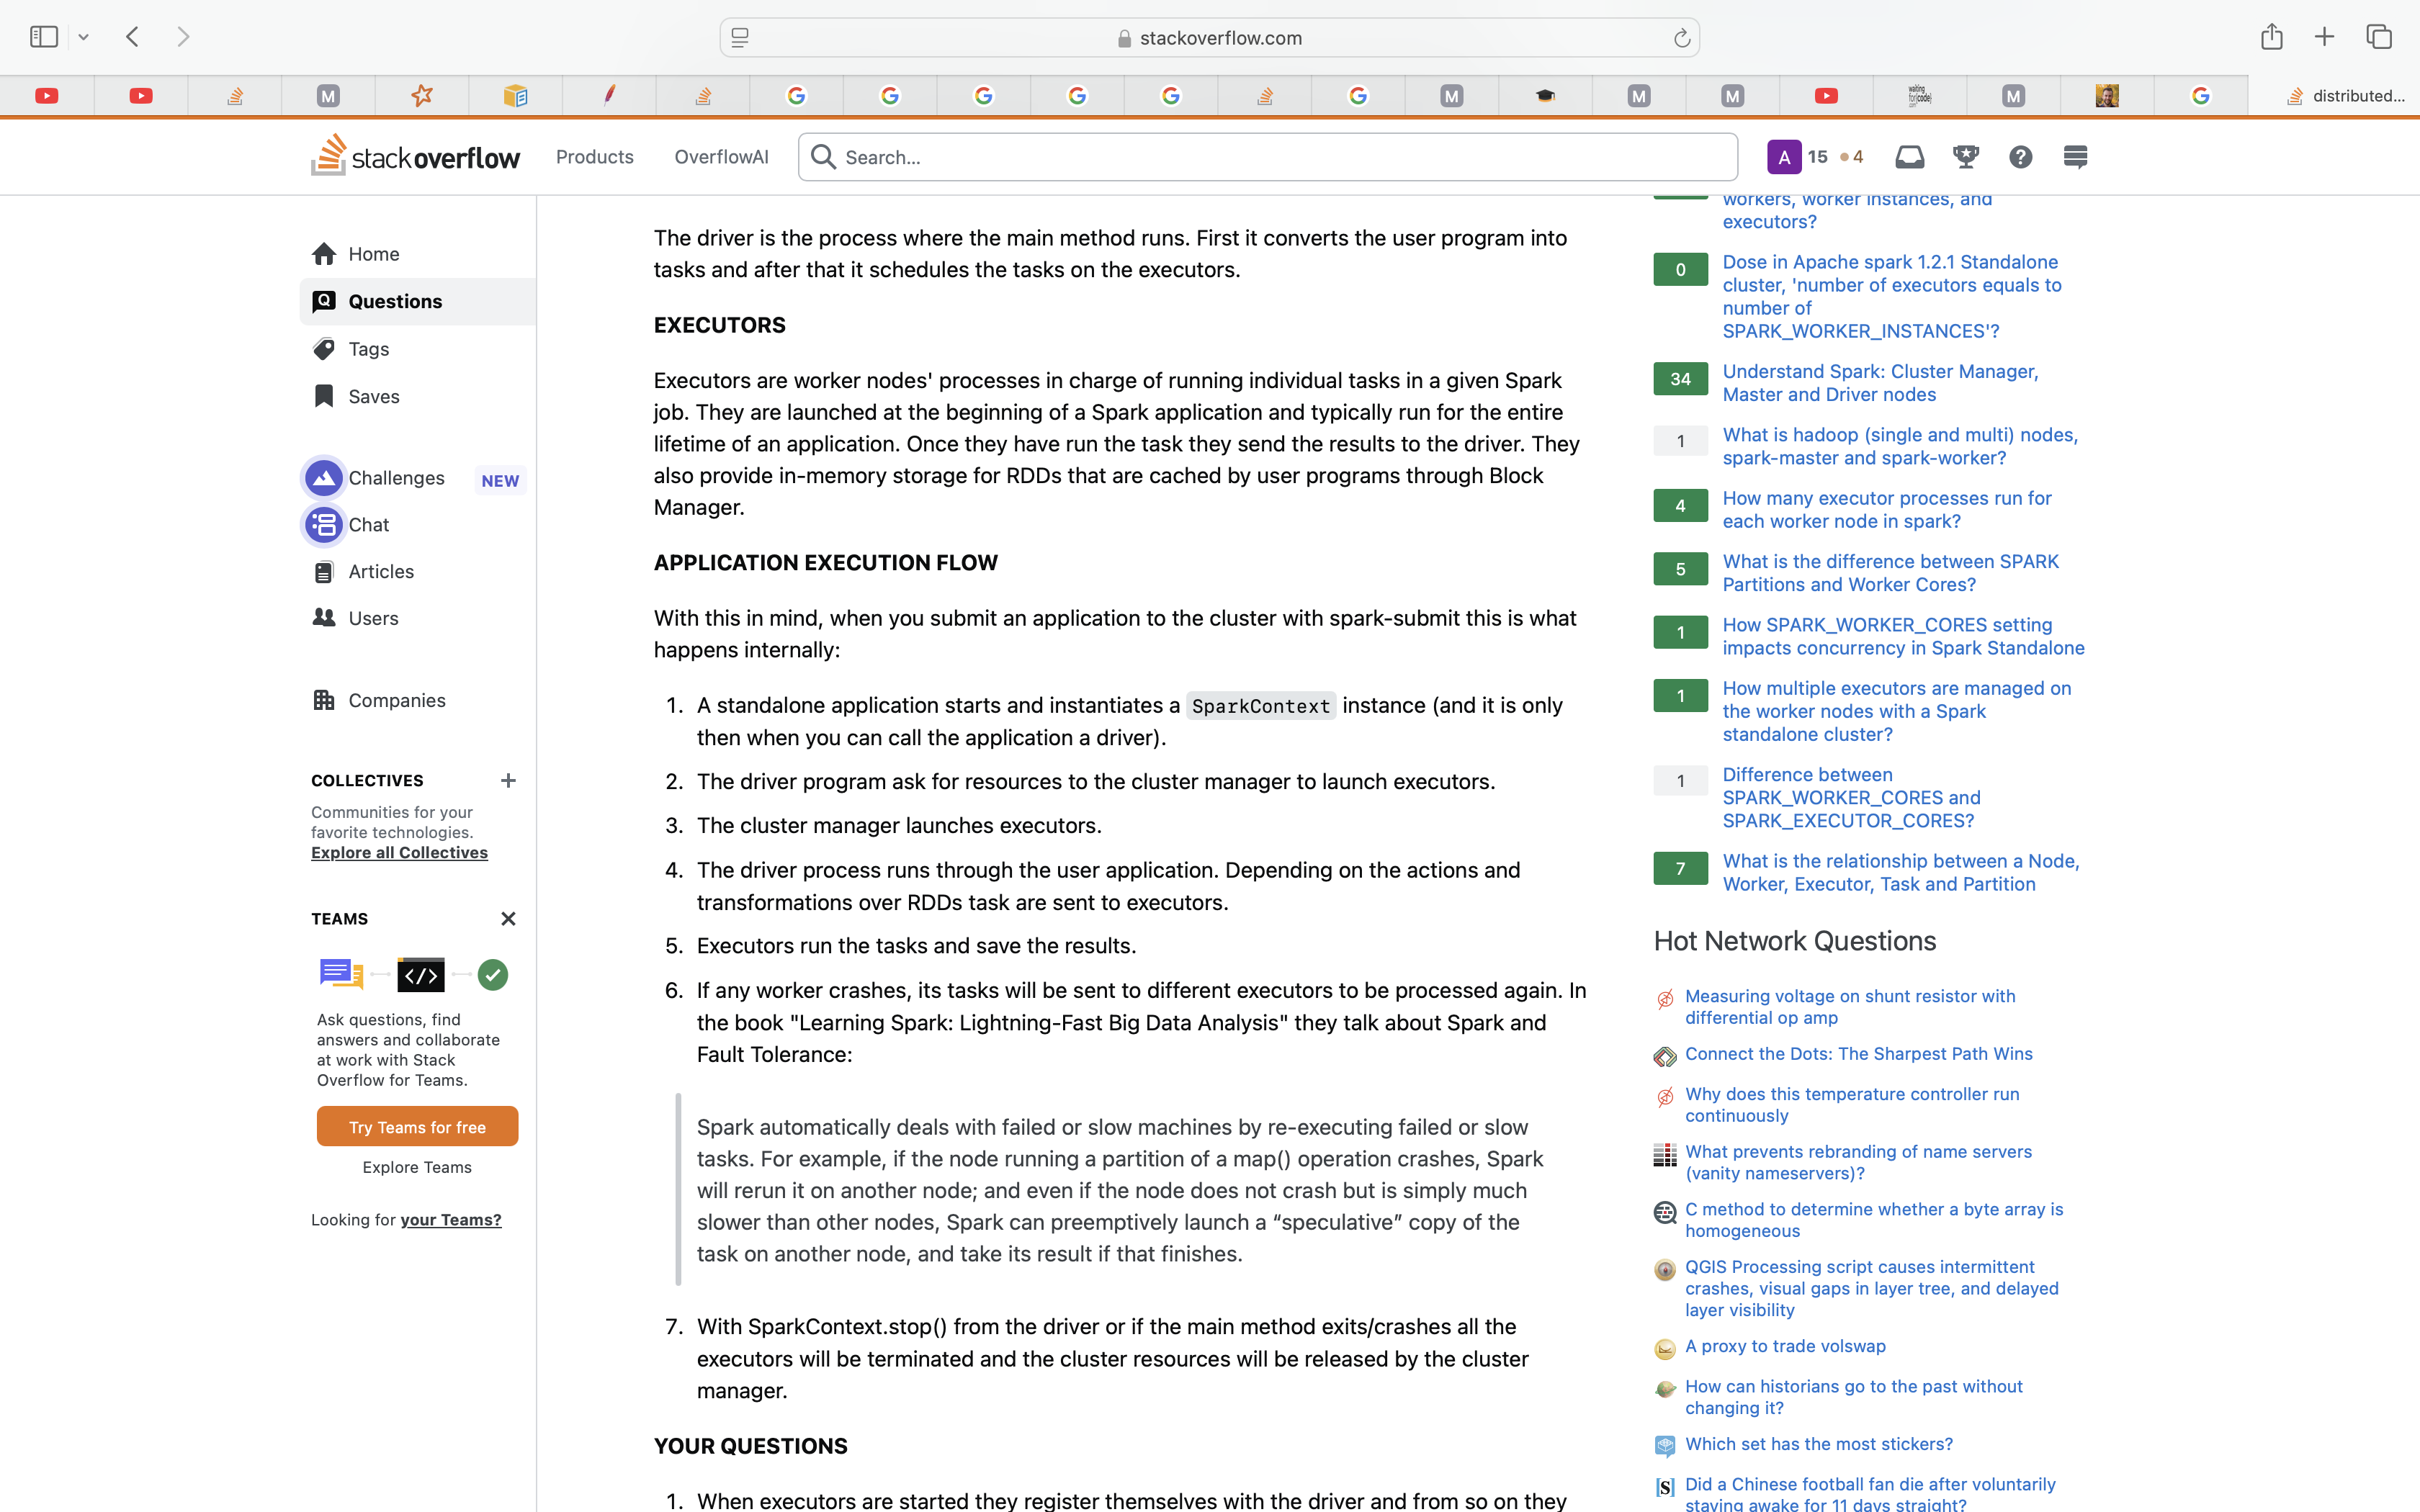 stackoverflow.com
M
M
M
M
M
waiting
for(code)
distributed...
stackoverflow
Products
OverflowAI
Search...
A
15
4
Home
Questions
Tags
Saves
Challenges
NEW
Chat
Articles
Users
Companies
COLLECTIVES
Communities for your
favorite technologies.
Explore all Collectives
TEAMS
Ask questions, find
answers and collaborate
at work with Stack
Overflow for Teams.
Try Teams for free
Explore Teams
Looking for your Teams?
The driver is the process where the main method runs. First it converts the user program into
tasks and after that it schedules the tasks on the executors.
EXECUTORS
Executors are worker nodes' processes in charge of running individual tasks in a given Spark
job. They are launched at the beginning of a Spark application and typically run for the entire
lifetime of an application. Once they have run the task they send the results to the driver. They
also provide in-memory storage for RDDs that are cached by user programs through Block
Manager.
APPLICATION EXECUTION FLOW
With this in mind, when you submit an application to the cluster with spark-submit this is what
happens internally:
1. A standalone application starts and instantiates a SparkContext instance (and it is only
then when you can call the application a driver).
2. The driver program ask for resources to the cluster manager to launch executors.
3. The cluster manager launches executors.
4. The driver process runs through the user application. Depending on the actions and
transformations over RDDs task are sent to executors.
5. Executors run the tasks and save the results.
6. If any worker crashes, its tasks will be sent to different executors to be processed again. In
the book "Learning Spark: Lightning-Fast Big Data Analysis" they talk about Spark and
Fault Tolerance:
Spark automatically deals with failed or slow machines by re-executing failed or slow
tasks. For example, if the node running a partition of a map() operation crashes, Spark
will rerun it on another node; and even if the node does not crash but is simply much
slower than other nodes, Spark can preemptively launch a “speculative” copy of the
task on another node, and take its result if that finishes.
7. With SparkContext.stop() from the driver or if the main method exits/crashes all the
executors will be terminated and the cluster resources will be released by the cluster
manager.
YOUR QUESTIONS
1. When executors are started they register themselves with the driver and from so on they
workers, worker instances, and
executors?
0
Dose in Apache spark 1.2.1 Standalone
cluster, 'number of executors equals to
number of
SPARK_WORKER_INSTANCES'?
34
Understand Spark: Cluster Manager,
Master and Driver nodes
1
What is hadoop (single and multi) nodes,
spark-master and spark-worker?
4
How many executor processes run for
each worker node in spark?
5
What is the difference between SPARK
Partitions and Worker Cores?
1
How SPARK_WORKER_CORES setting
impacts concurrency in Spark Standalone
1
How multiple executors are managed on
the worker nodes with a Spark
standalone cluster?
1
Difference between
SPARK_WORKER_CORES and
SPARK_EXECUTOR_CORES?
7
What is the relationship between a Node,
Worker, Executor, Task and Partition
Hot Network Questions
Measuring voltage on shunt resistor with
differential op amp
Connect the Dots: The Sharpest Path Wins
Why does this temperature controller run
continuously
What prevents rebranding of name servers
(vanity nameservers)?
C method to determine whether a byte array is
homogeneous
QGIS Processing script causes intermittent
crashes, visual gaps in layer tree, and delayed
layer visibility
A proxy to trade volswap
How can historians go to the past without
changing it?
Which set has the most stickers?
Did a Chinese football fan die after voluntarily
staying awake for 11 days straight?